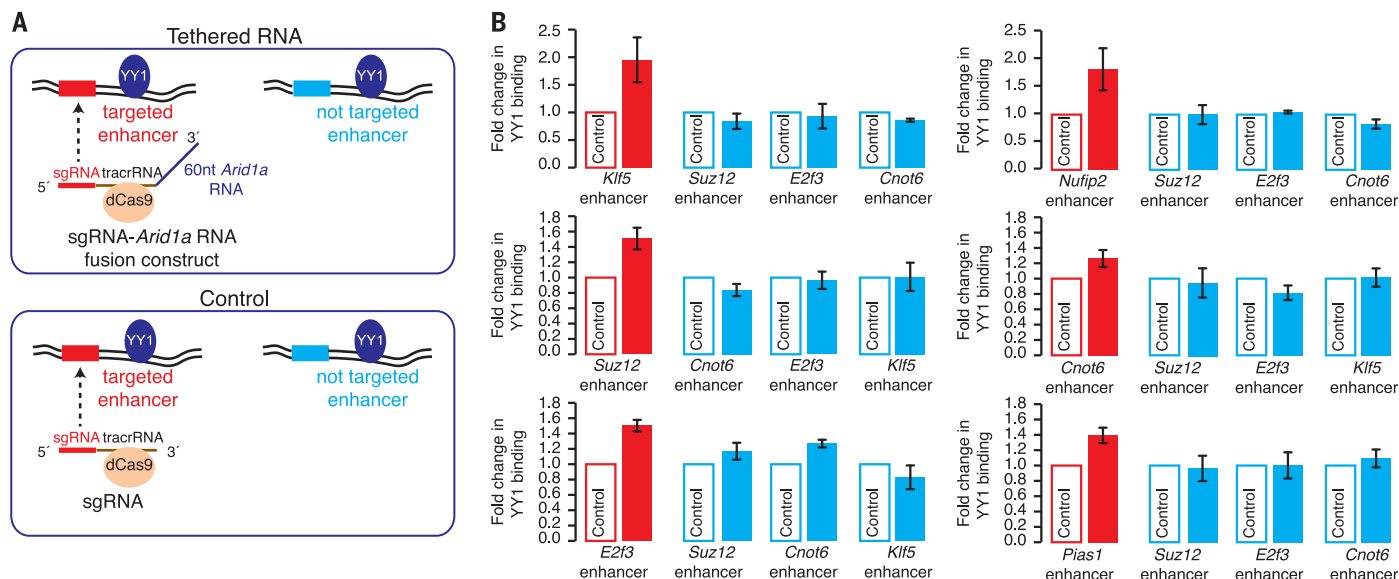 A
Tethered RNA
YY1
YY1
targeted
enhancer
not targeted
enhancer
3´
sgRNA tracrRNA
60nt Arid1a
RNA
5´
dCas9
sgRNA-Arid1a RNA
fusion construct
Control
YY1
YY1
targeted
enhancer
not targeted
enhancer
sgRNA tracrRNA
5´
3´
dCas9
sgRNA
B
Fold change in
YY1 binding
2.5
2.0
1.5
1.0
0.5
0.0
Control
Control
Control
Control
Klf5
enhancer
Suz12
enhancer
E2f3
enhancer
Cnot6
enhancer
Fold change in
YY1 binding
2.5
2.0
1.5
1.0
0.5
0.0
Control
Control
Control
Control
Nufip2
enhancer
Suz12
enhancer
E2f3
enhancer
Cnot6
enhancer
Fold change in
YY1 binding
1.8
1.6
1.4
1.2
1.0
0.8
0.6
0.4
0.2
0.0
Control
Control
Control
Control
Suz12
enhancer
Cnot6
enhancer
E2f3
enhancer
Klf5
enhancer
Fold change in
YY1 binding
1.8
1.6
1.4
1.2
1.0
0.8
0.6
0.4
0.2
0.0
Control
Control
Control
Control
Cnot6
enhancer
Suz12
enhancer
E2f3
enhancer
Klf5
enhancer
Fold change in
YY1 binding
1.8
1.6
1.4
1.2
1.0
0.8
0.6
0.4
0.2
0.0
Control
Control
Control
Control
E2f3
enhancer
Suz12
enhancer
Cnot6
enhancer
Klf5
enhancer
Fold change in
YY1 binding
1.8
1.6
1.4
1.2
1.0
0.8
0.6
0.4
0.2
0.0
Control
Control
Control
Control
Pias1
enhancer
Suz12
enhancer
E2f3
enhancer
Cnot6
enhancer